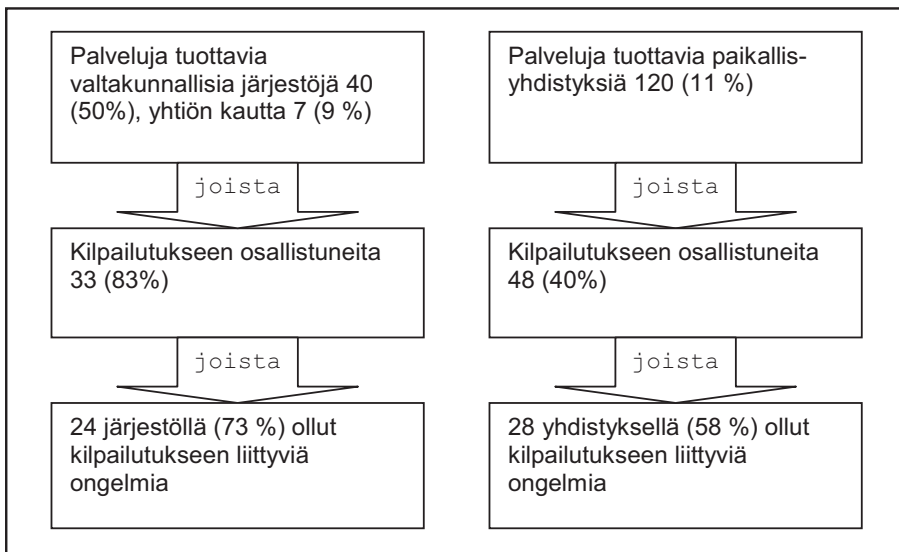 Palveluja tuottavia
valtakunnallisia järjestöjä 40
(50%), yhtiön kautta 7 (9 %)
Palveluja tuottavia paikallis-
yhdistyksiä 120 (11 %)
joista
joista
Kilpailutukseen osallistuneita
33 (83%)
Kilpailutukseen osallistuneita
48 (40%)
joista
joista
24 järjestöllä (73 %) ollut
kilpailutukseen liittyviä
ongelmia
28 yhdistyksellä (58 %) ollut
kilpailutukseen liittyviä
ongelmia